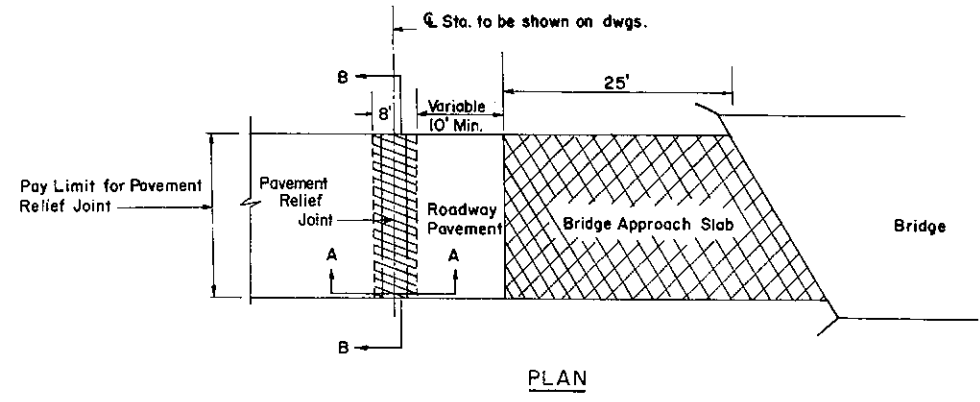 ℄ Sta. to be shown on dwgs.
B
25'
8'
Variable
10' Min.
Pay Limit for Pavement
Relief Joint
Pavement
Relief
Joint
Roadway
Pavement
Bridge Approach Slab
Bridge
A
A
B
PLAN